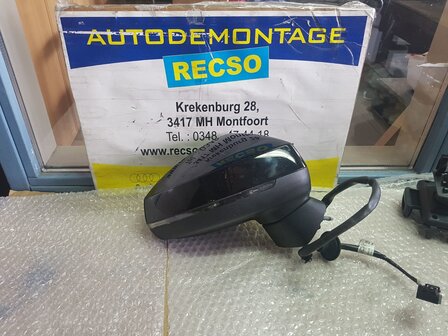 AUTODEMONTAGE
RECSO
Krekenburg 28,
3417 MH Montfoort
Tel. : 0348
www.recso